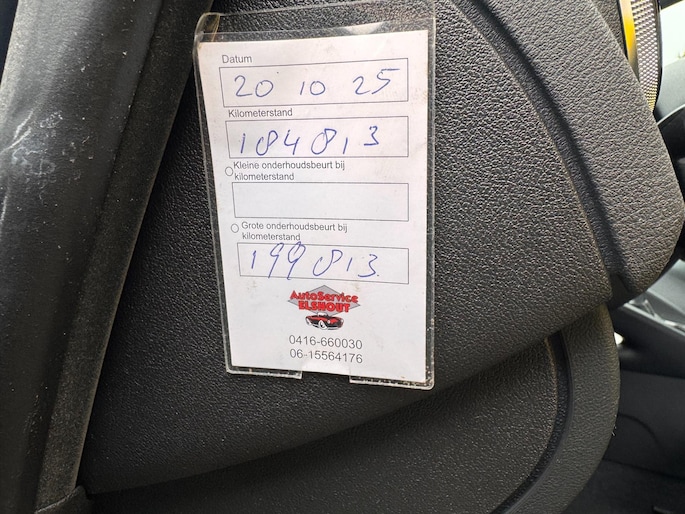 Datum
20 10 25
Kilometerstand
184813
Kleine onderhoudsbeurt bij
kilometerstand
Grote onderhoudsbeurt bij
kilometerstand
199813
AutoService
ELSHOUT
0416-660030
06-15564176